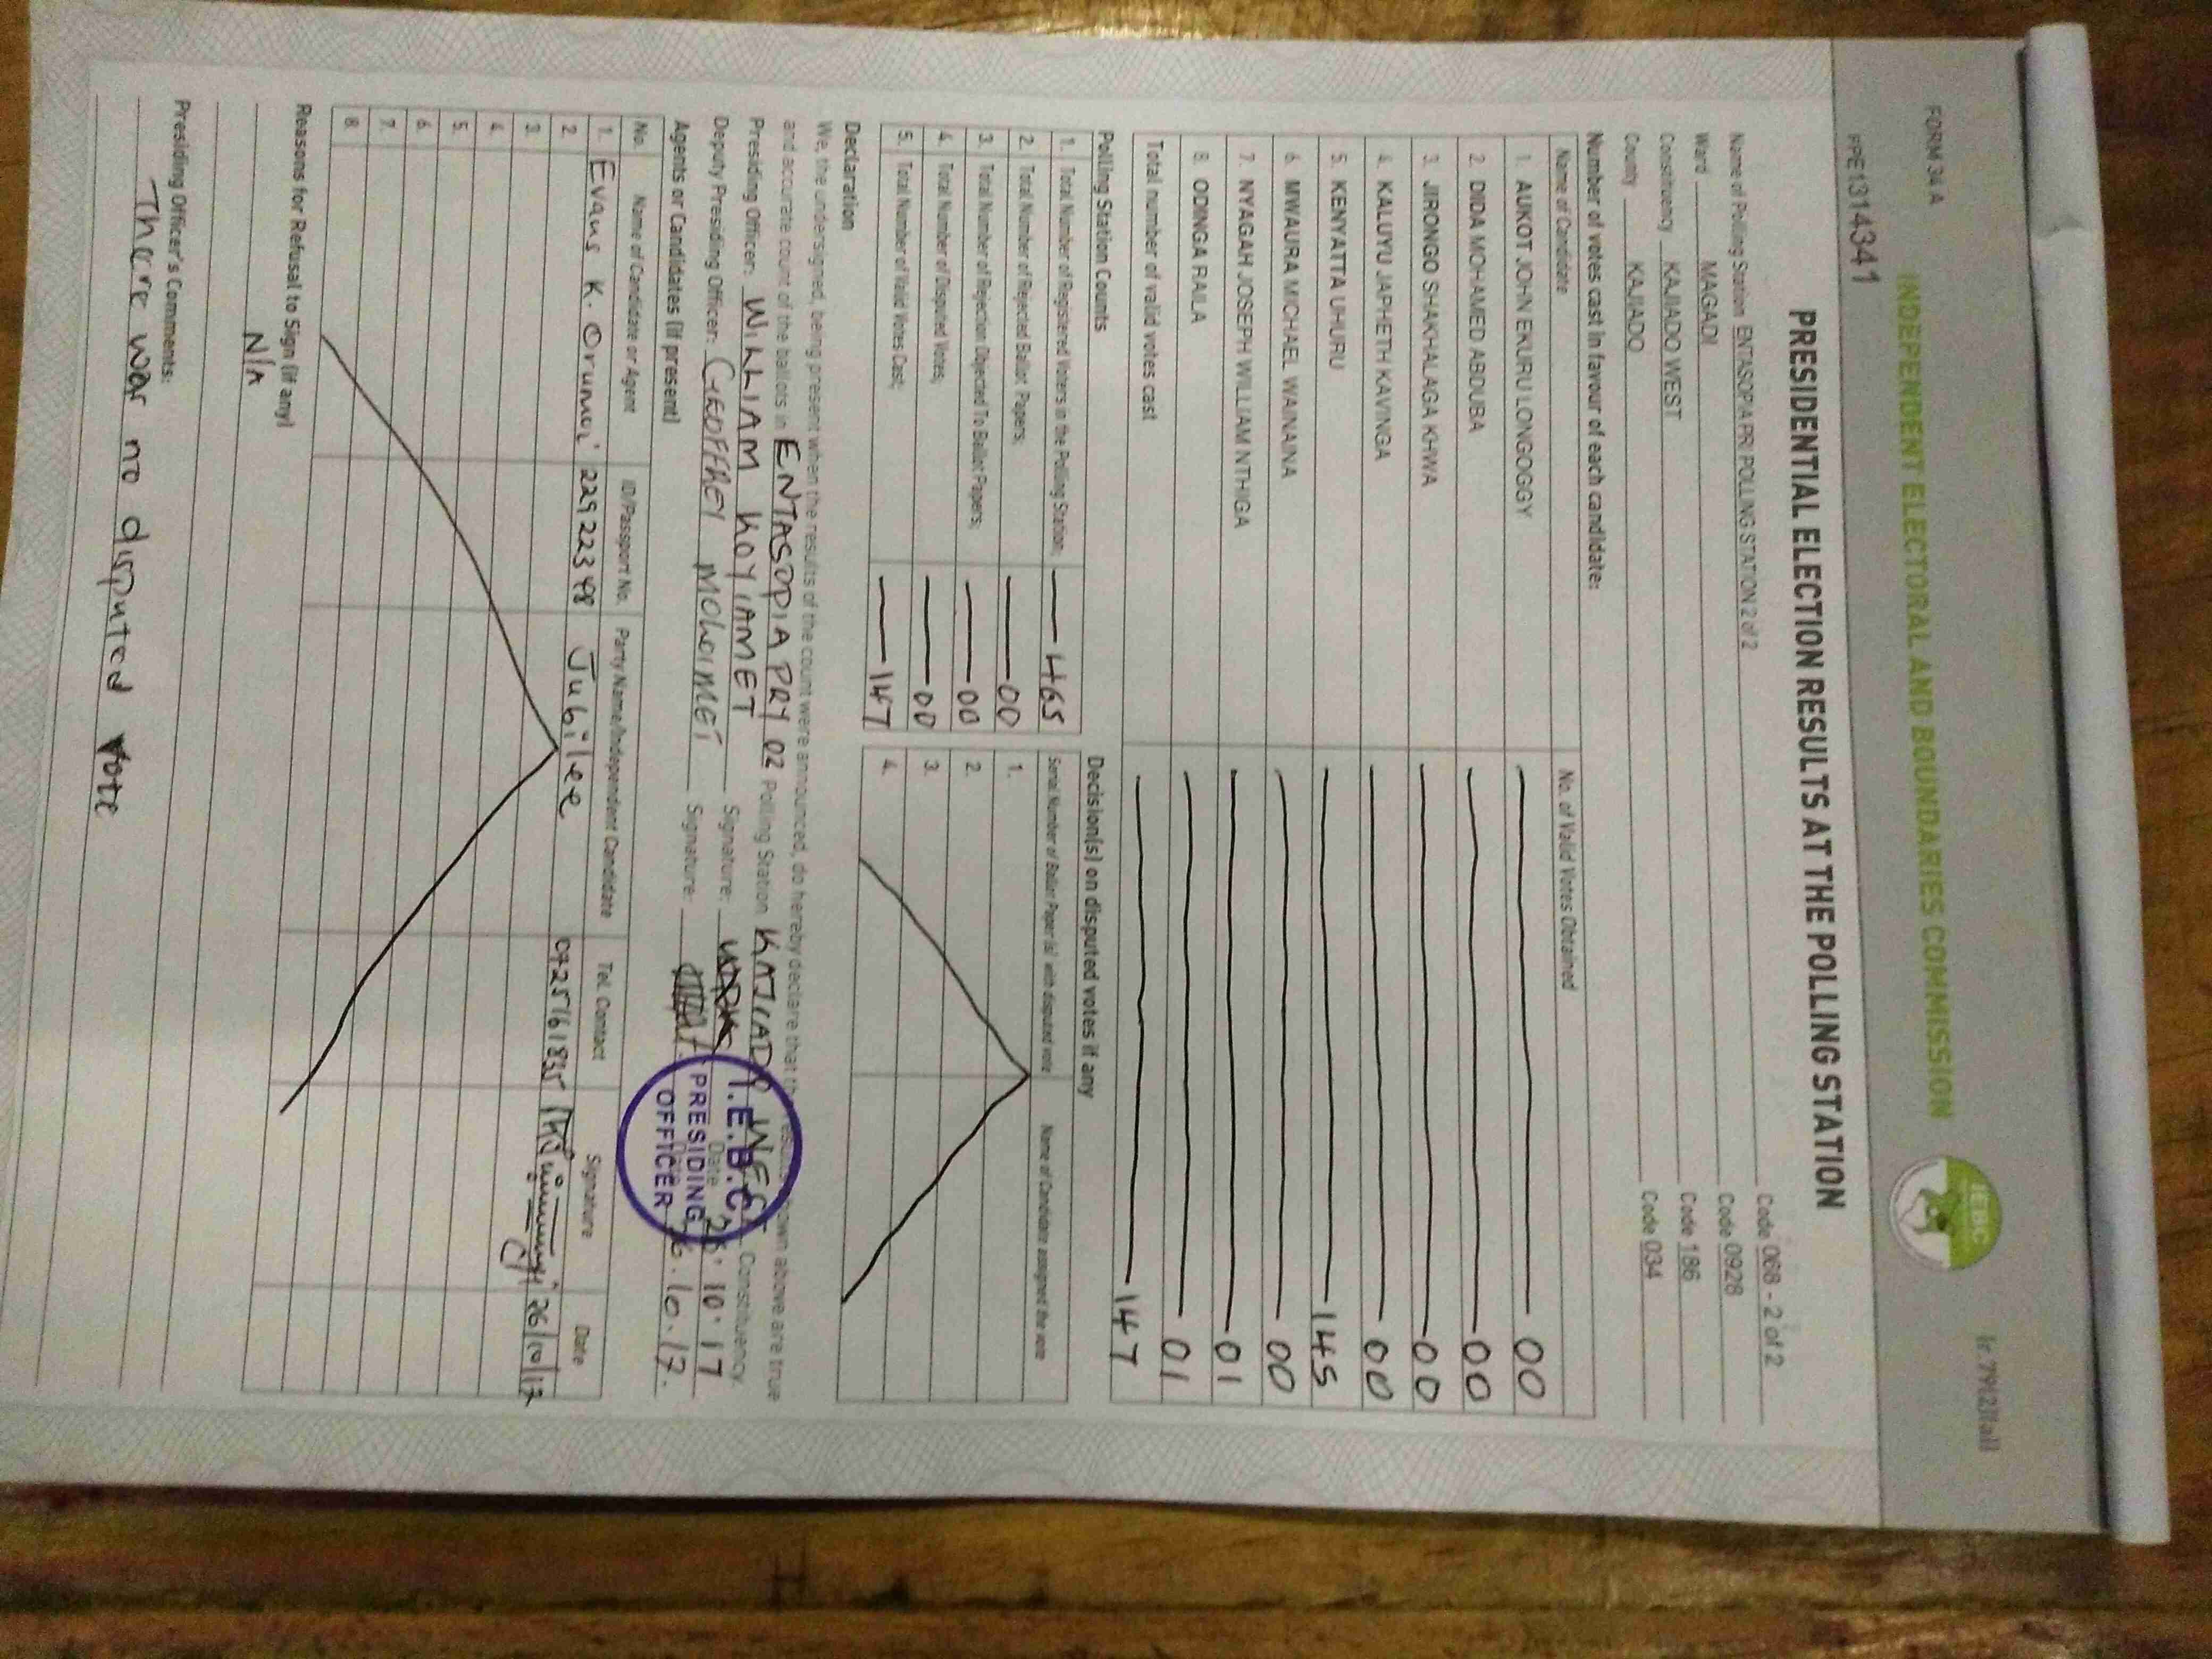 FORM 34 A
INDEPENDENT ELECTORAL AND BOUNDARIES COMMISSION
IEBC
PPE1314341
PRESIDENTIAL ELECTION RESULTS AT THE POLLING STATION
Name of Polling Station ENTASOPIA PRI POLLING STATION 2 of 2 Code 068 - 2 of 2
Ward MAGADI Code 0928
Constituency KAJIADO WEST Code 186
County KAJIADO Code 034
Number of votes cast in favour of each candidate:
Name of Candidate No. of Valid Votes Obtained
1. AUKOT JOHN EKURU LONGOGGY 00
2. DIDA MOHAMED ABDUBA 00
3. JIRONGO SHAKHALAGA KHWA 00
4. KALUYU JAPHETH KAVINGA 00
5. KENYATTA UHURU 145
6. MWAURA MICHAEL WAINAINA 00
7. NYAGAH JOSEPH WILLIAM NTHIGA 01
8. ODINGA RAILA 01
Total number of valid votes cast 147
Polling Station Counts
1. Total Number of Registered Voters in the Polling Station; 465
2. Total Number of Rejected Ballot Papers; 00
3. Total Number of Rejection Objected To Ballot Papers; 00
4. Total Number of Disputed Votes; 00
5. Total Number of Valid Votes Cast; 147
Decision(s) on disputed votes if any
Serial Number of Ballot Paper (s) with disputed vote Name of Candidate assigned the vote
1.
2.
3.
4.
Declaration
We, the undersigned, being present when the results of the count were announced, do hereby declare that the results shown above are true
and accurate count of the ballots in ENTASOPIA PRY 02 Polling Station KAJIADO WEST Constituency.
Presiding Officer: WILLIAM KOYIAMET Signature: Date 26.10.17
Deputy Presiding Officer: GEOFFREY Signature: 26.10.17.
I.E.B.C
PRESIDING
OFFICER
Agents or Candidates (if present)
No. Name of Candidate or Agent ID/Passport No. Party Name/Independent Candidate Tel. Contact Signature Date
1. Evans K. 22922348 Jubilee 26/10/17
2.
3.
4.
5.
6.
7.
8.
Reasons for Refusal to Sign (if any)
N/A
Presiding Officer's Comments:
There was no disputed vote